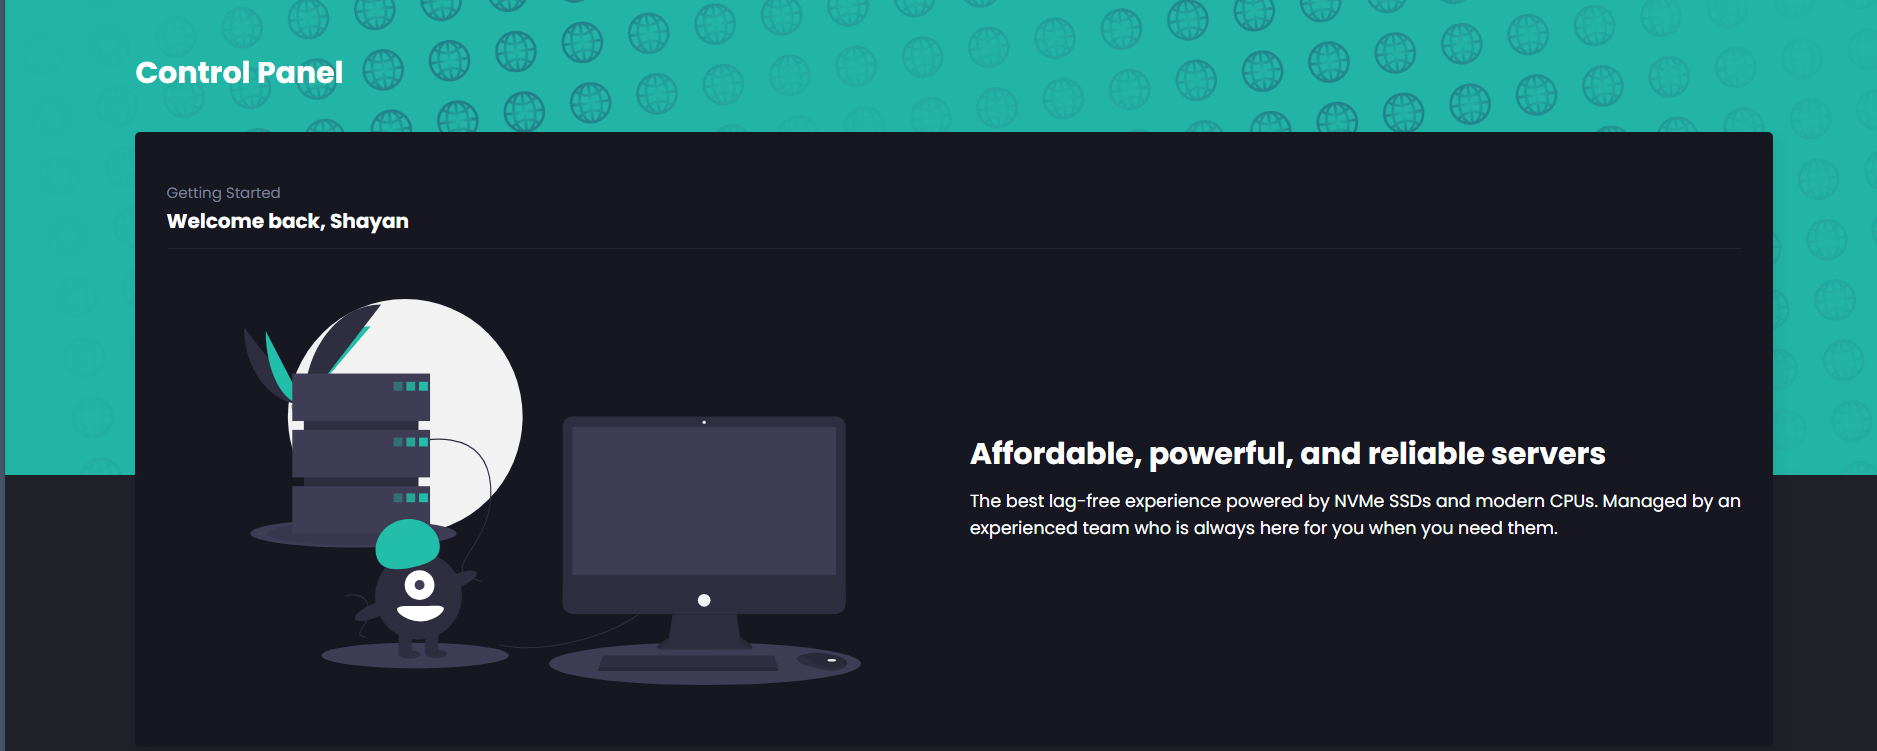 Control Panel
Getting Started
Welcome back, Shayan
Affordable, powerful, and reliable servers
The best lag-free experience powered by NVMe SSDs and modern CPUs. Managed by an
experienced team who is always here for you when you need them.